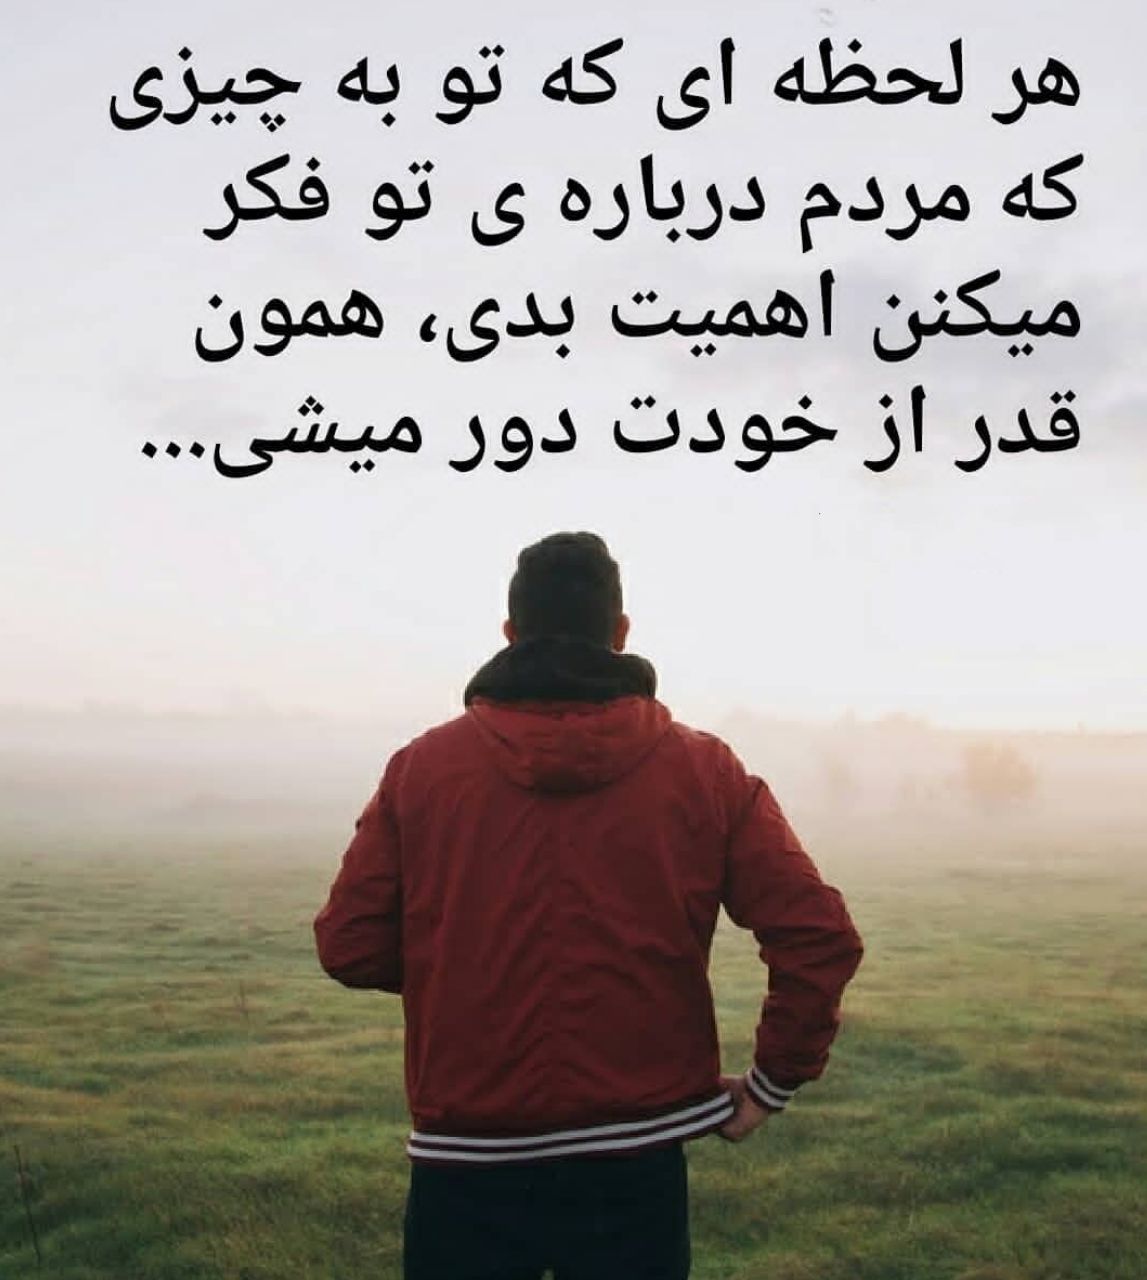 هر لحظه ای که تو به چیزی
که مردم درباره ی تو فکر
میکنن اهمیت بدی، همون
قدر از خودت دور میشی...